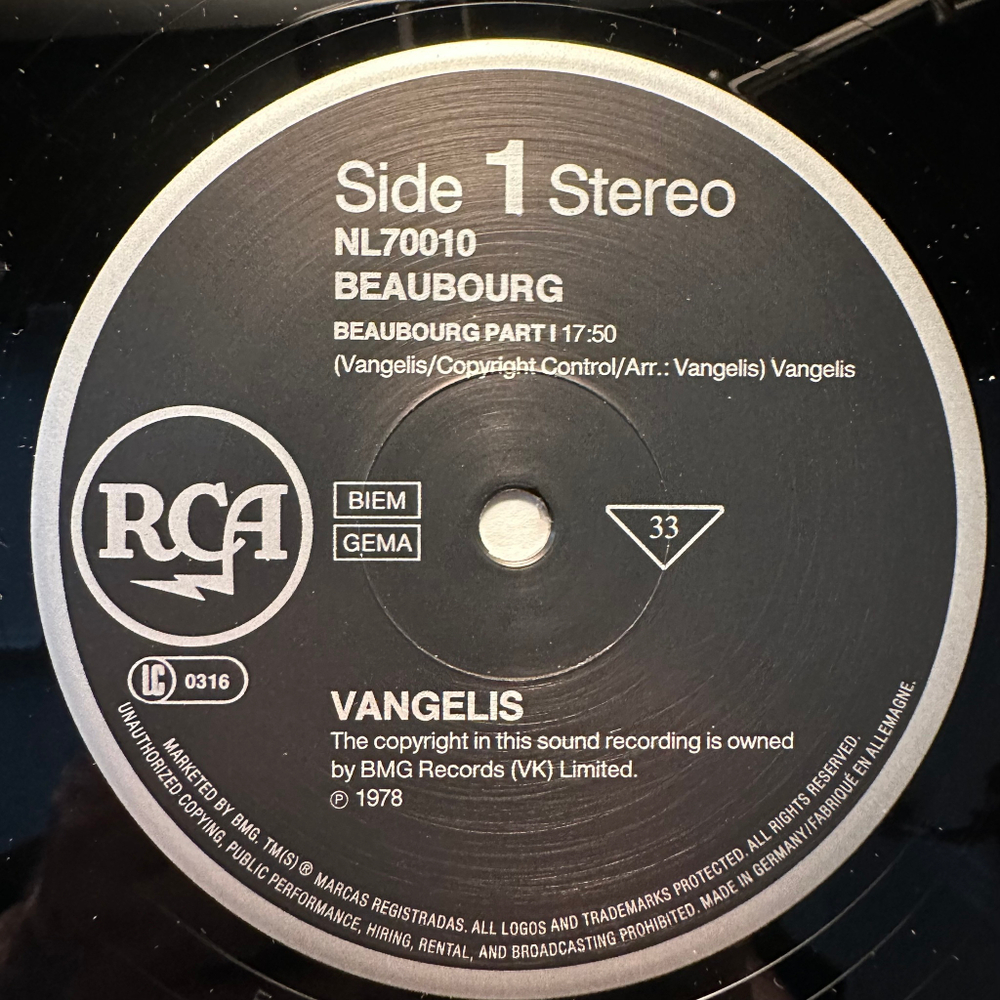 Side 1 Stereo
NL70010
BEAUBOURG
BEAUBOURG PART I 17:50
(Vangelis/Copyright Control/Arr.: Vangelis) Vangelis
RCA
BIEM
GEMA
33
LC 0316
VANGELIS
The copyright in this sound recording is owned
by BMG Records (VK) Limited.
℗ 1978
MARKETED BY BMG. TM(S) ® MARCAS REGISTRADAS. ALL LOGOS AND TRADEMARKS PROTECTED. ALL RIGHTS RESERVED.
UNAUTHORIZED COPYING, PUBLIC PERFORMANCE, HIRING, RENTAL, AND BROADCASTING PROHIBITED. MADE IN GERMANY/FABRIQUÉ EN ALLEMAGNE.